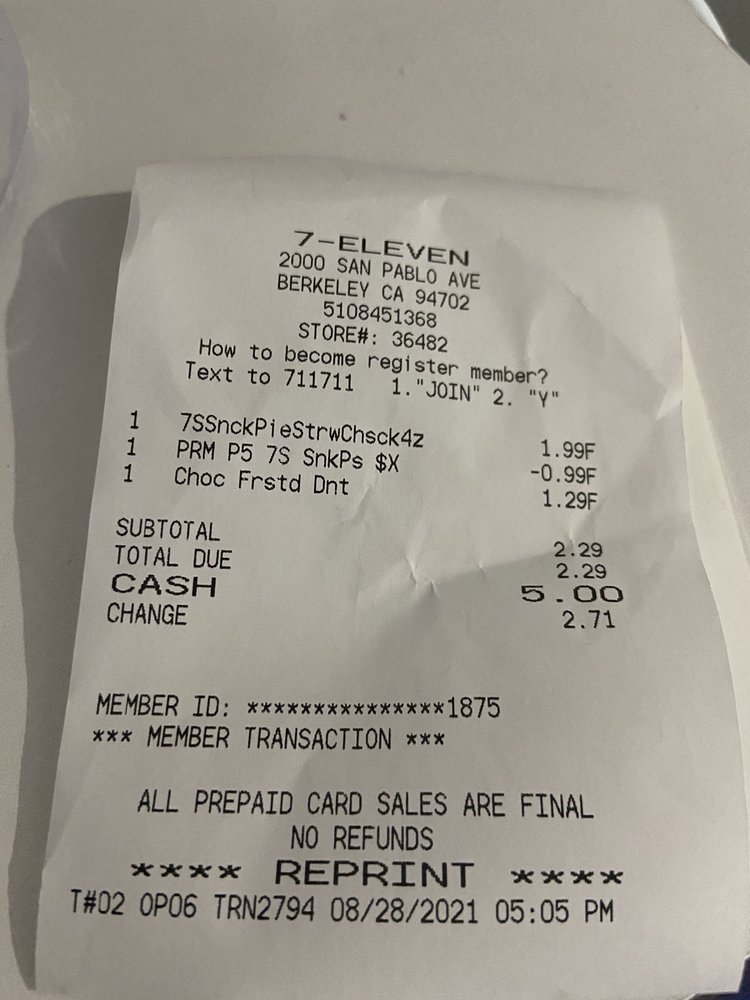 7-ELEVEN
2000 SAN PABLO AVE
BERKELEY CA 94702
5108451368
STORE#: 36482
How to become register member?
Text to 711711 1."JOIN" 2. "Y"
1 7SSnckPieStrwChsck4z 1.99F
1 PRM P5 7S SnkPs $X -0.99F
1 Choc Frstd Dnt 1.29F
SUBTOTAL 2.29
TOTAL DUE 2.29
CASH 5.00
CHANGE 2.71
MEMBER ID: ***************1875
*** MEMBER TRANSACTION ***
ALL PREPAID CARD SALES ARE FINAL
NO REFUNDS
**** REPRINT ****
T#02 OP06 TRN2794 08/28/2021 05:05 PM